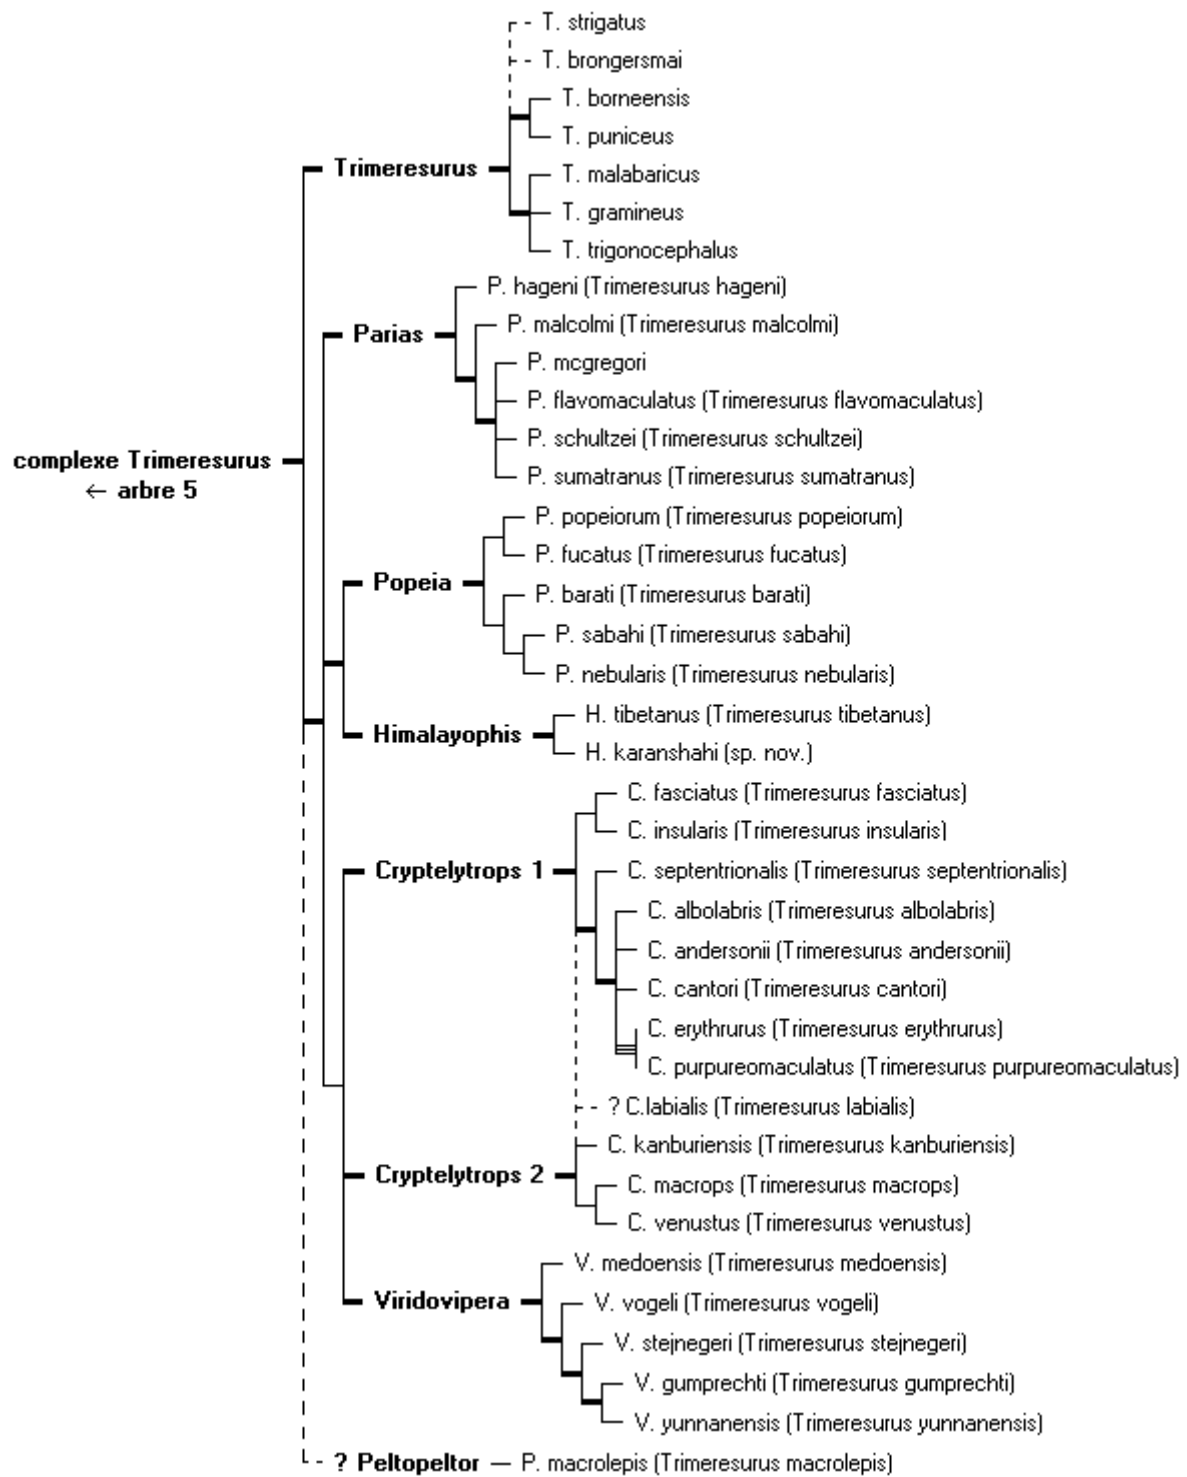 T. strigatus
T. brongersmai
T. borneensis
T. puniceus
Trimeresurus
T. malabaricus
T. gramineus
T. trigonocephalus
P. hageni (Trimeresurus hageni)
P. malcolmi (Trimeresurus malcolmi)
Parias
P. mcgregori
P. flavomaculatus (Trimeresurus flavomaculatus)
P. schultzei (Trimeresurus schultzei)
complexe Trimeresurus
← arbre 5
P. sumatranus (Trimeresurus sumatranus)
P. popeiorum (Trimeresurus popeiorum)
P. fucatus (Trimeresurus fucatus)
Popeia
P. barati (Trimeresurus barati)
P. sabahi (Trimeresurus sabahi)
P. nebularis (Trimeresurus nebularis)
H. tibetanus (Trimeresurus tibetanus)
Himalayophis
H. karanshahi (sp. nov.)
C. fasciatus (Trimeresurus fasciatus)
C. insularis (Trimeresurus insularis)
Cryptelytrops 1
C. septentrionalis (Trimeresurus septentrionalis)
C. albolabris (Trimeresurus albolabris)
C. andersonii (Trimeresurus andersonii)
C. cantori (Trimeresurus cantori)
C. erythrurus (Trimeresurus erythrurus)
C. purpureomaculatus (Trimeresurus purpureomaculatus)
? C.labialis (Trimeresurus labialis)
C. kanburiensis (Trimeresurus kanburiensis)
Cryptelytrops 2
C. macrops (Trimeresurus macrops)
C. venustus (Trimeresurus venustus)
V. medoensis (Trimeresurus medoensis)
Viridovipera
V. vogeli (Trimeresurus vogeli)
V. stejnegeri (Trimeresurus stejnegeri)
V. gumprechti (Trimeresurus gumprechti)
V. yunnanensis (Trimeresurus yunnanensis)
? Peltopeltor — P. macrolepis (Trimeresurus macrolepis)